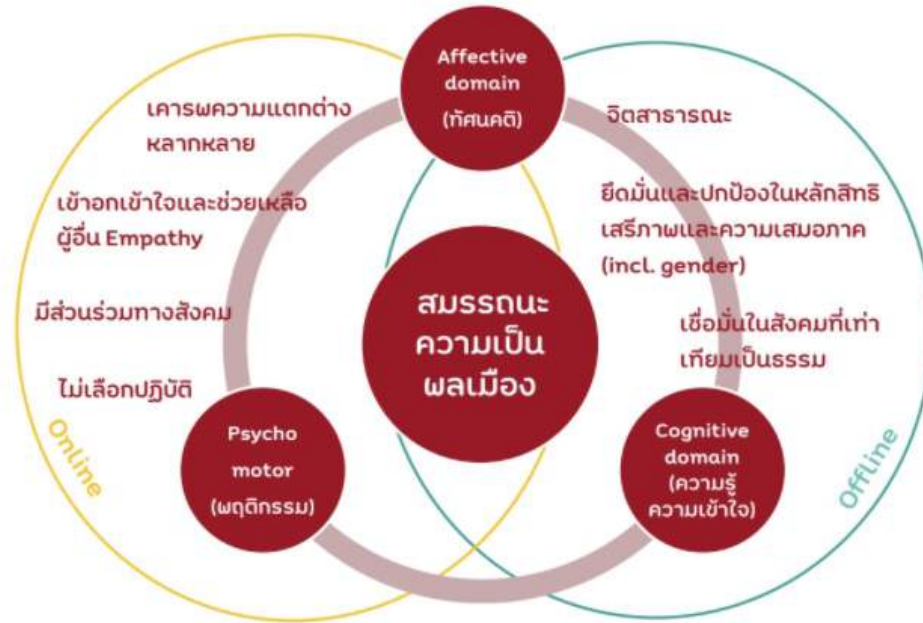 Affective
domain
(ทัศนคติ)
เคารพความแตกต่าง
หลากหลาย
จิตสาธารณะ
เข้าอกเข้าใจและช่วยเหลือ
ผู้อื่น Empathy
ยึดมั่นและปกป้องในหลักสิทธิ
เสรีภาพและความเสมอภาค
(incl. gender)
สมรรถนะ
ความเป็น
พลเมือง
มีส่วนร่วมทางสังคม
เชื่อมั่นในสังคมที่เท่า
เทียมเป็นธรรม
ไม่เลือกปฏิบัติ
Psycho
motor
(พฤติกรรม)
Cognitive
domain
(ความรู้
ความเข้าใจ)
Online
Offline